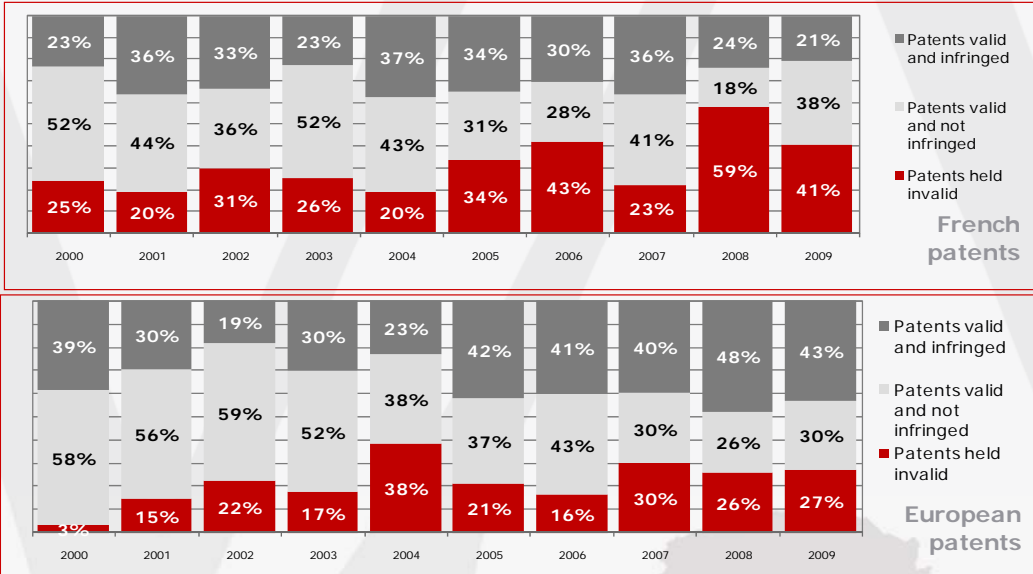 23% 36% 33% 23% 37% 34% 30% 36% 24% 21%
52% 44% 36% 52% 43% 31% 28% 41% 18% 38%
25% 20% 31% 26% 20% 34% 43% 23% 59% 41%
2000 2001 2002 2003 2004 2005 2006 2007 2008 2009
Patents valid
and infringed
Patents valid
and not
infringed
Patents held
invalid
French
patents
39% 30% 19% 30% 23% 42% 41% 40% 48% 43%
58% 56% 59% 52% 38% 37% 43% 30% 26% 30%
3% 15% 22% 17% 38% 21% 16% 30% 26% 27%
2000 2001 2002 2003 2004 2005 2006 2007 2008 2009
Patents valid
and infringed
Patents valid
and not
infringed
Patents held
invalid
European
patents